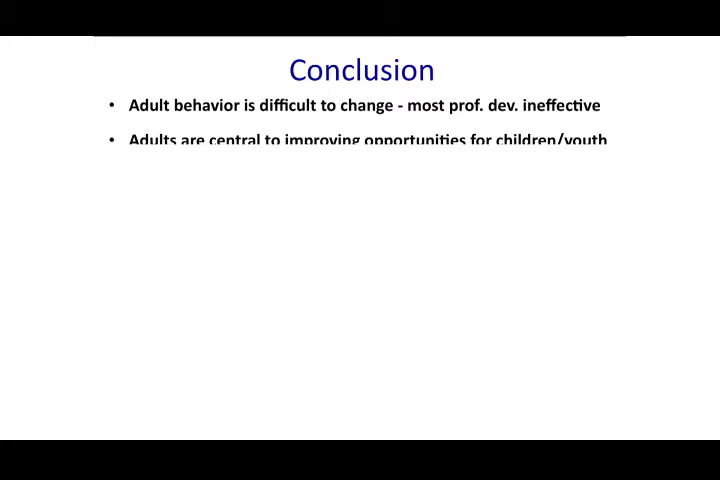 Conclusion
• Adult behavior is difficult to change - most prof. dev. ineffective
• Adults are central to improving opportunities for children/youth